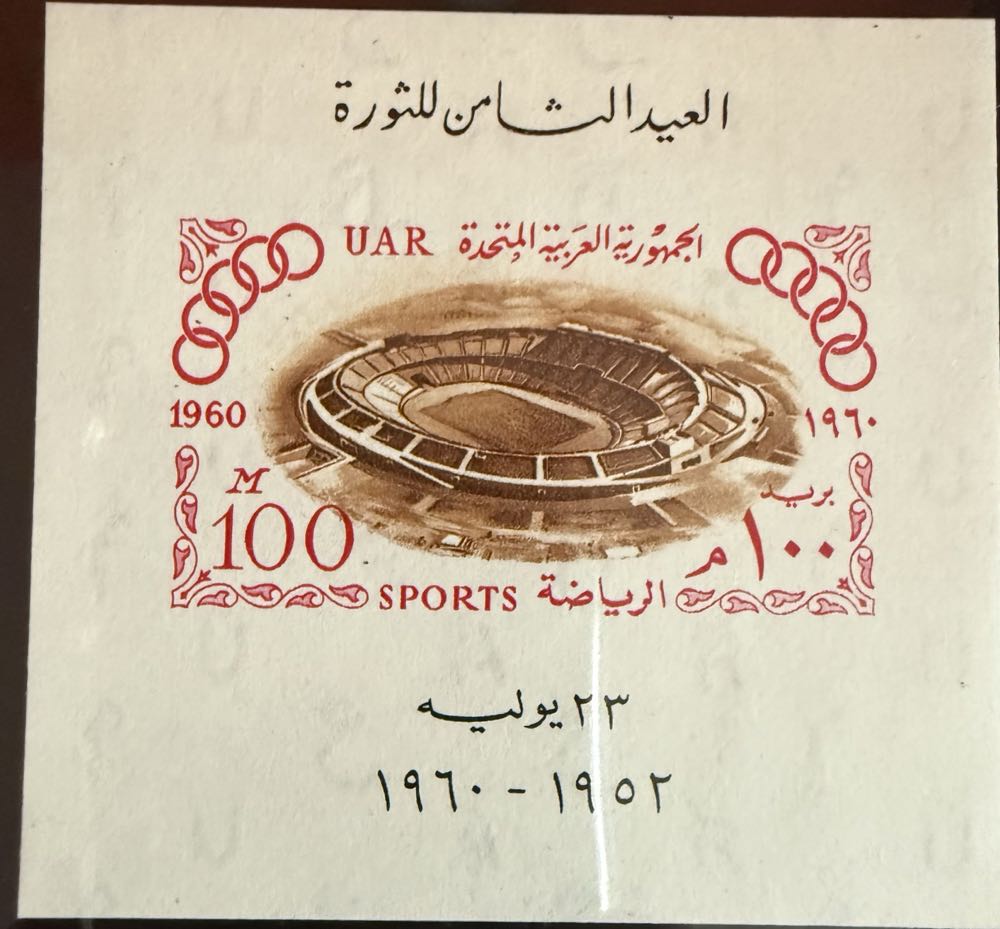 العيد الثامن للثورة
UAR الجمهورية العربية المتحدة
1960 ١٩٦٠
M بريد
100 ١٠٠ م
SPORTS الرياضة
٢٣ يوليه
١٩٥٢ - ١٩٦٠